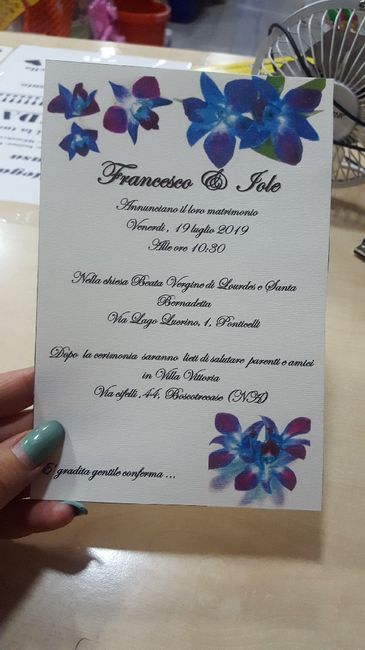 Francesco & Iole
Annunciano il loro matrimonio
Venerdì, 19 luglio 2019
Alle ore 10:30
Nella chiesa Beata Vergine di Lourdes e Santa
Bernadetta
Via Lago Lucrino, 1, Ponticelli
Dopo la cerimonia saranno lieti di salutare parenti e amici
in Villa Vittoria
Via cifelli, 44, Boscotrecase (NA)
E' gradita gentile conferma ...